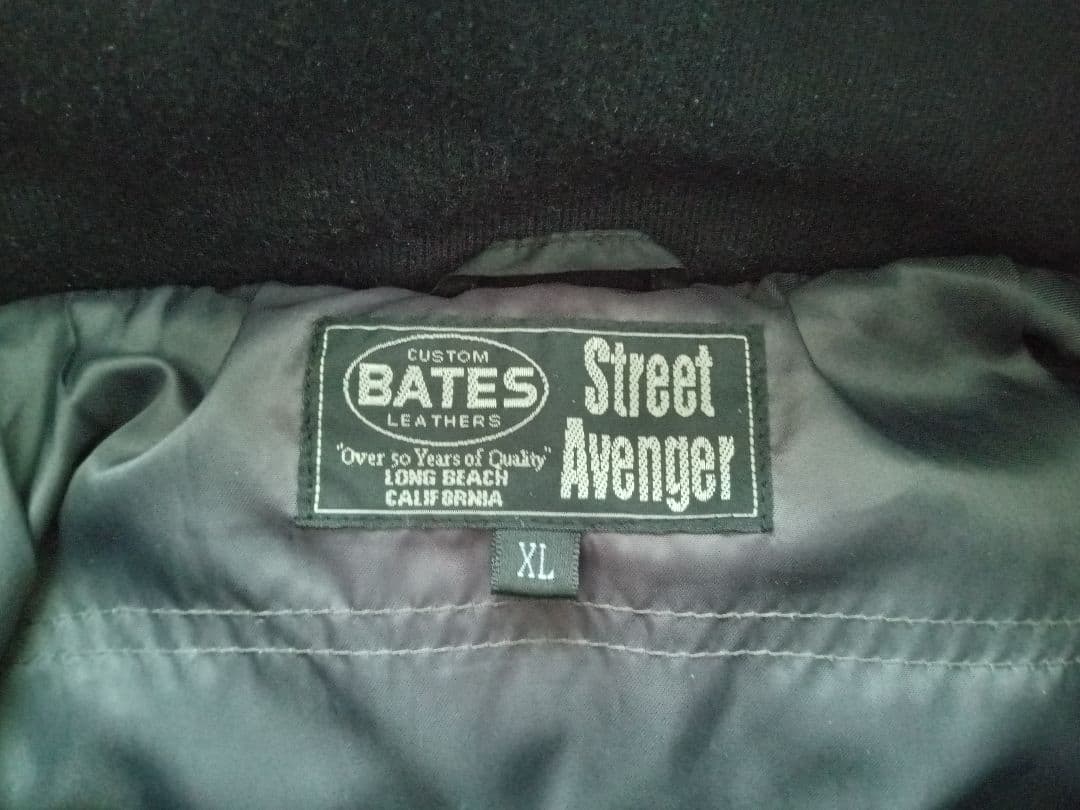 CUSTOM
BATES
LEATHERS
"Over 50 Years of Quality"
LONG BEACH
CALIFORNIA
Street
Avenger
XL